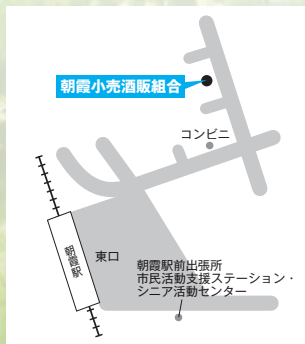 朝霞小売酒販組合
コンビニ
朝霞駅
東口
朝霞駅前出張所
市民活動支援ステーション・
シニア活動センター